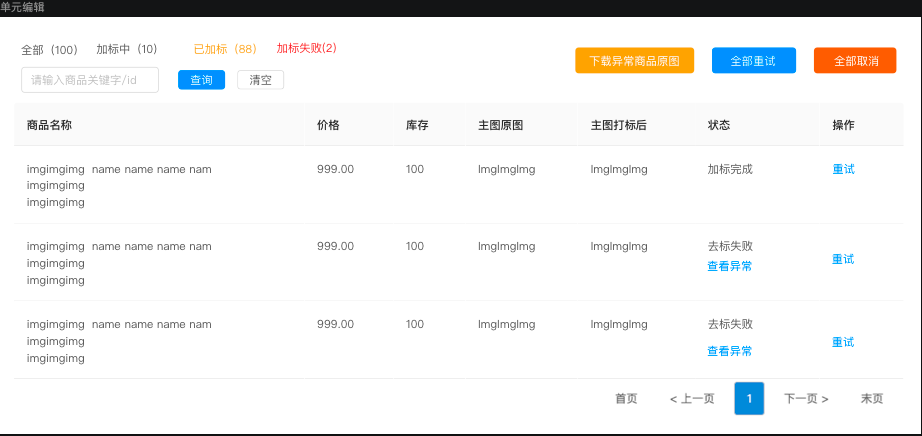 单元编辑
全部（100） 加标中（10） 已加标（88） 加标失败(2)
下载异常商品原图 全部重试 全部取消
请输入商品关键字/id 查询 清空
商品名称 价格 库存 主图原图 主图打标后 状态 操作
imgimgimg name name name nam 999.00 100 ImgImgImg ImgImgImg 加标完成 重试
imgimgimg
imgimgimg
imgimgimg name name name nam 999.00 100 ImgImgImg ImgImgImg 去标失败
imgimgimg 查看异常 重试
imgimgimg
imgimgimg name name name nam 999.00 100 ImgImgImg ImgImgImg 去标失败
imgimgimg 查看异常 重试
imgimgimg
首页 < 上一页 1 下一页 > 末页